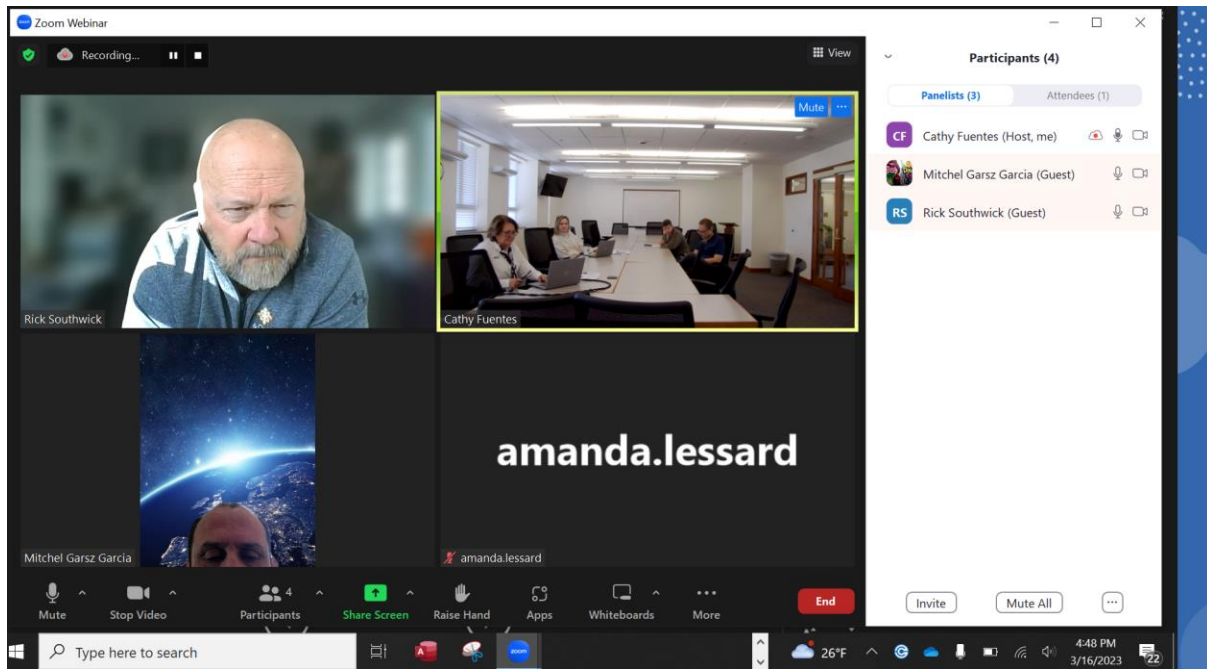 zoom
Zoom Webinar
Recording...
View
Mute
Rick Southwick
Cathy Fuentes
Mitchel Garsz Garcia
amanda.lessard
amanda.lessard
Mute
Stop Video
4
Participants
Share Screen
Raise Hand
Apps
Whiteboards
More
End
Participants (4)
Panelists (3)
Attendees (1)
CF
Cathy Fuentes (Host, me)
Mitchel Garsz Garcia (Guest)
RS
Rick Southwick (Guest)
Invite
Mute All
Type here to search
A
zoom
26°F
4:48 PM
3/16/2023
22